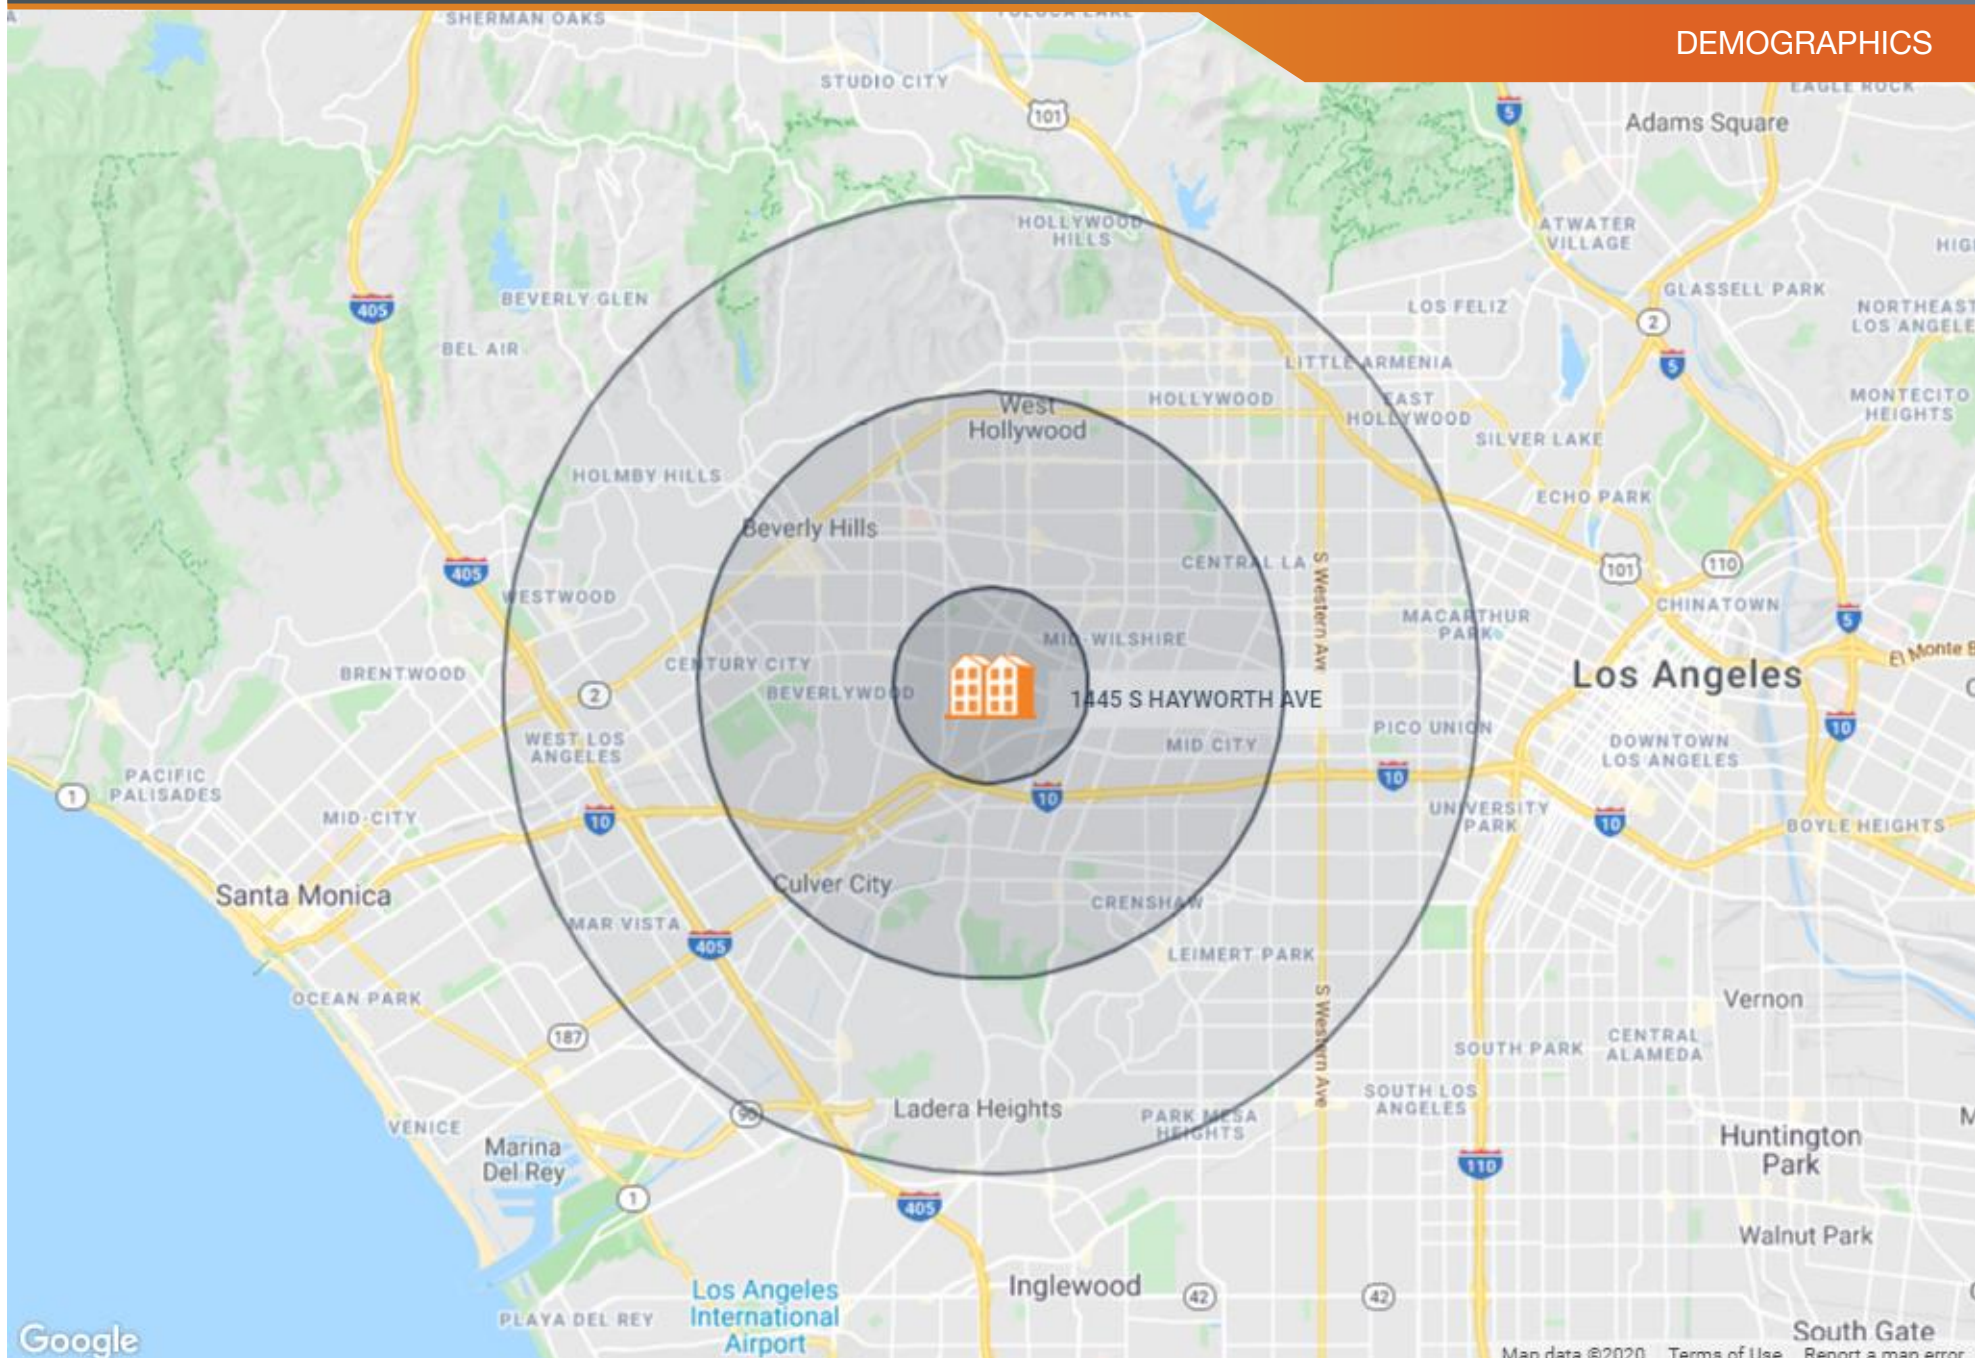 DEMOGRAPHICS
SHERMAN OAKS
TOLUCA LAKE
STUDIO CITY
101
5
EAGLE ROCK
Adams Square
HOLLYWOOD
HILLS
ATWATER
VILLAGE
BEVERLY GLEN
405
GLASSELL PARK
LOS FELIZ
2
NORTHEAST
BEL AIR
LITTLE ARMENIA
5
West
Hollywood
HOLLYWOOD
EAST
HOLLYWOOD
MONTECITO
HEIGHTS
SILVER LAKE
HOLMBY HILLS
ECHO PARK
Beverly Hills
CENTRAL LA
S Western Ave
405
101
110
WESTWOOD
CHINATOWN
MACARTHUR
PARK
5
MID-WILSHIRE
El Monte B
BRENTWOOD
CENTURY CITY
Los Angeles
2
BEVERLYWOOD
1445 S HAYWORTH AVE
PICO UNION
10
WEST LOS
ANGELES
MID CITY
DOWNTOWN
LOS ANGELES
PACIFIC
PALISADES
1
10
10
MID-CITY
10
UNIVERSITY
PARK
10
BOYLE HEIGHTS
Santa Monica
Culver City
CRENSHAW
MAR VISTA
405
LEIMERT PARK
OCEAN PARK
S Western Ave
Vernon
187
SOUTH PARK
CENTRAL
ALAMEDA
90
Ladera Heights
PARK MESA
HEIGHTS
SOUTH LOS
ANGELES
VENICE
Marina
Del Rey
Huntington
Park
110
1
405
Walnut Park
Los Angeles
International
Airport
Inglewood
42
42
PLAYA DEL REY
South Gate
Google
Map data ©2020 Terms of Use Report a map error